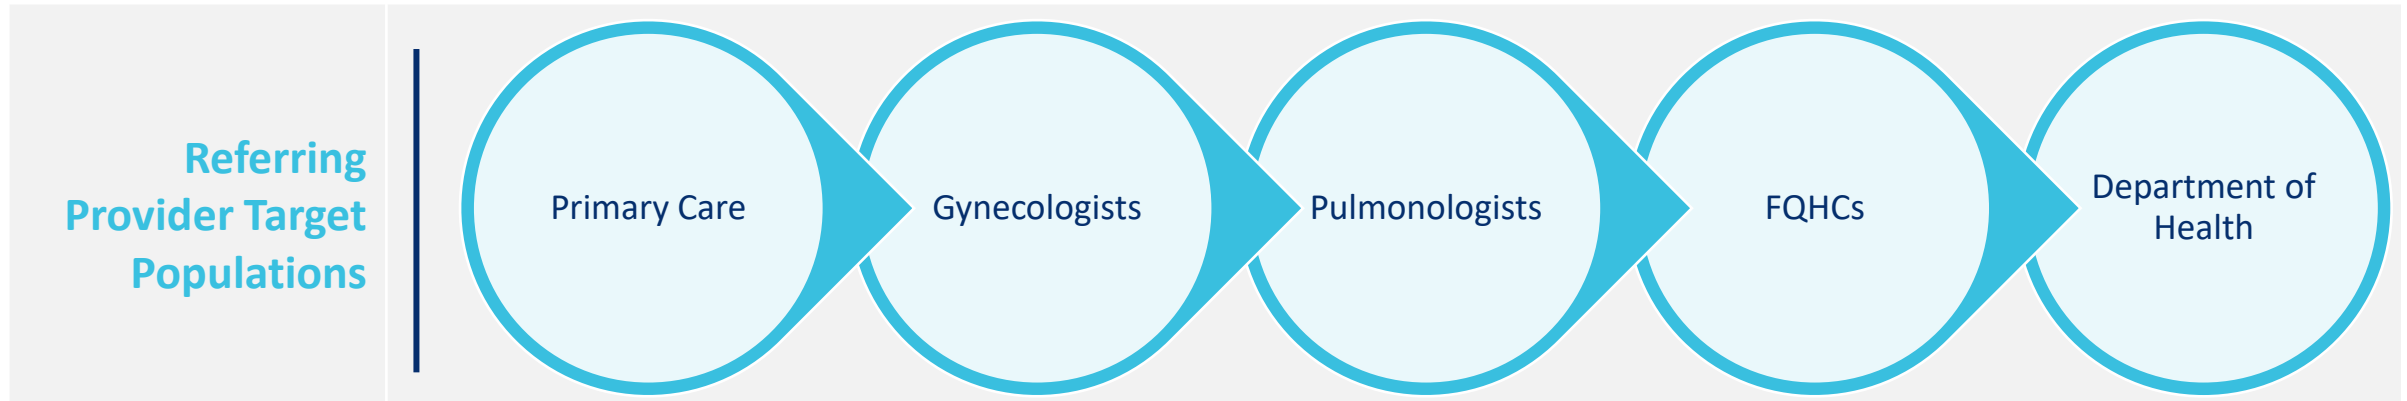 Referring
Provider Target
Populations
Primary Care
Gynecologists
Pulmonologists
FQHCs
Department of
Health